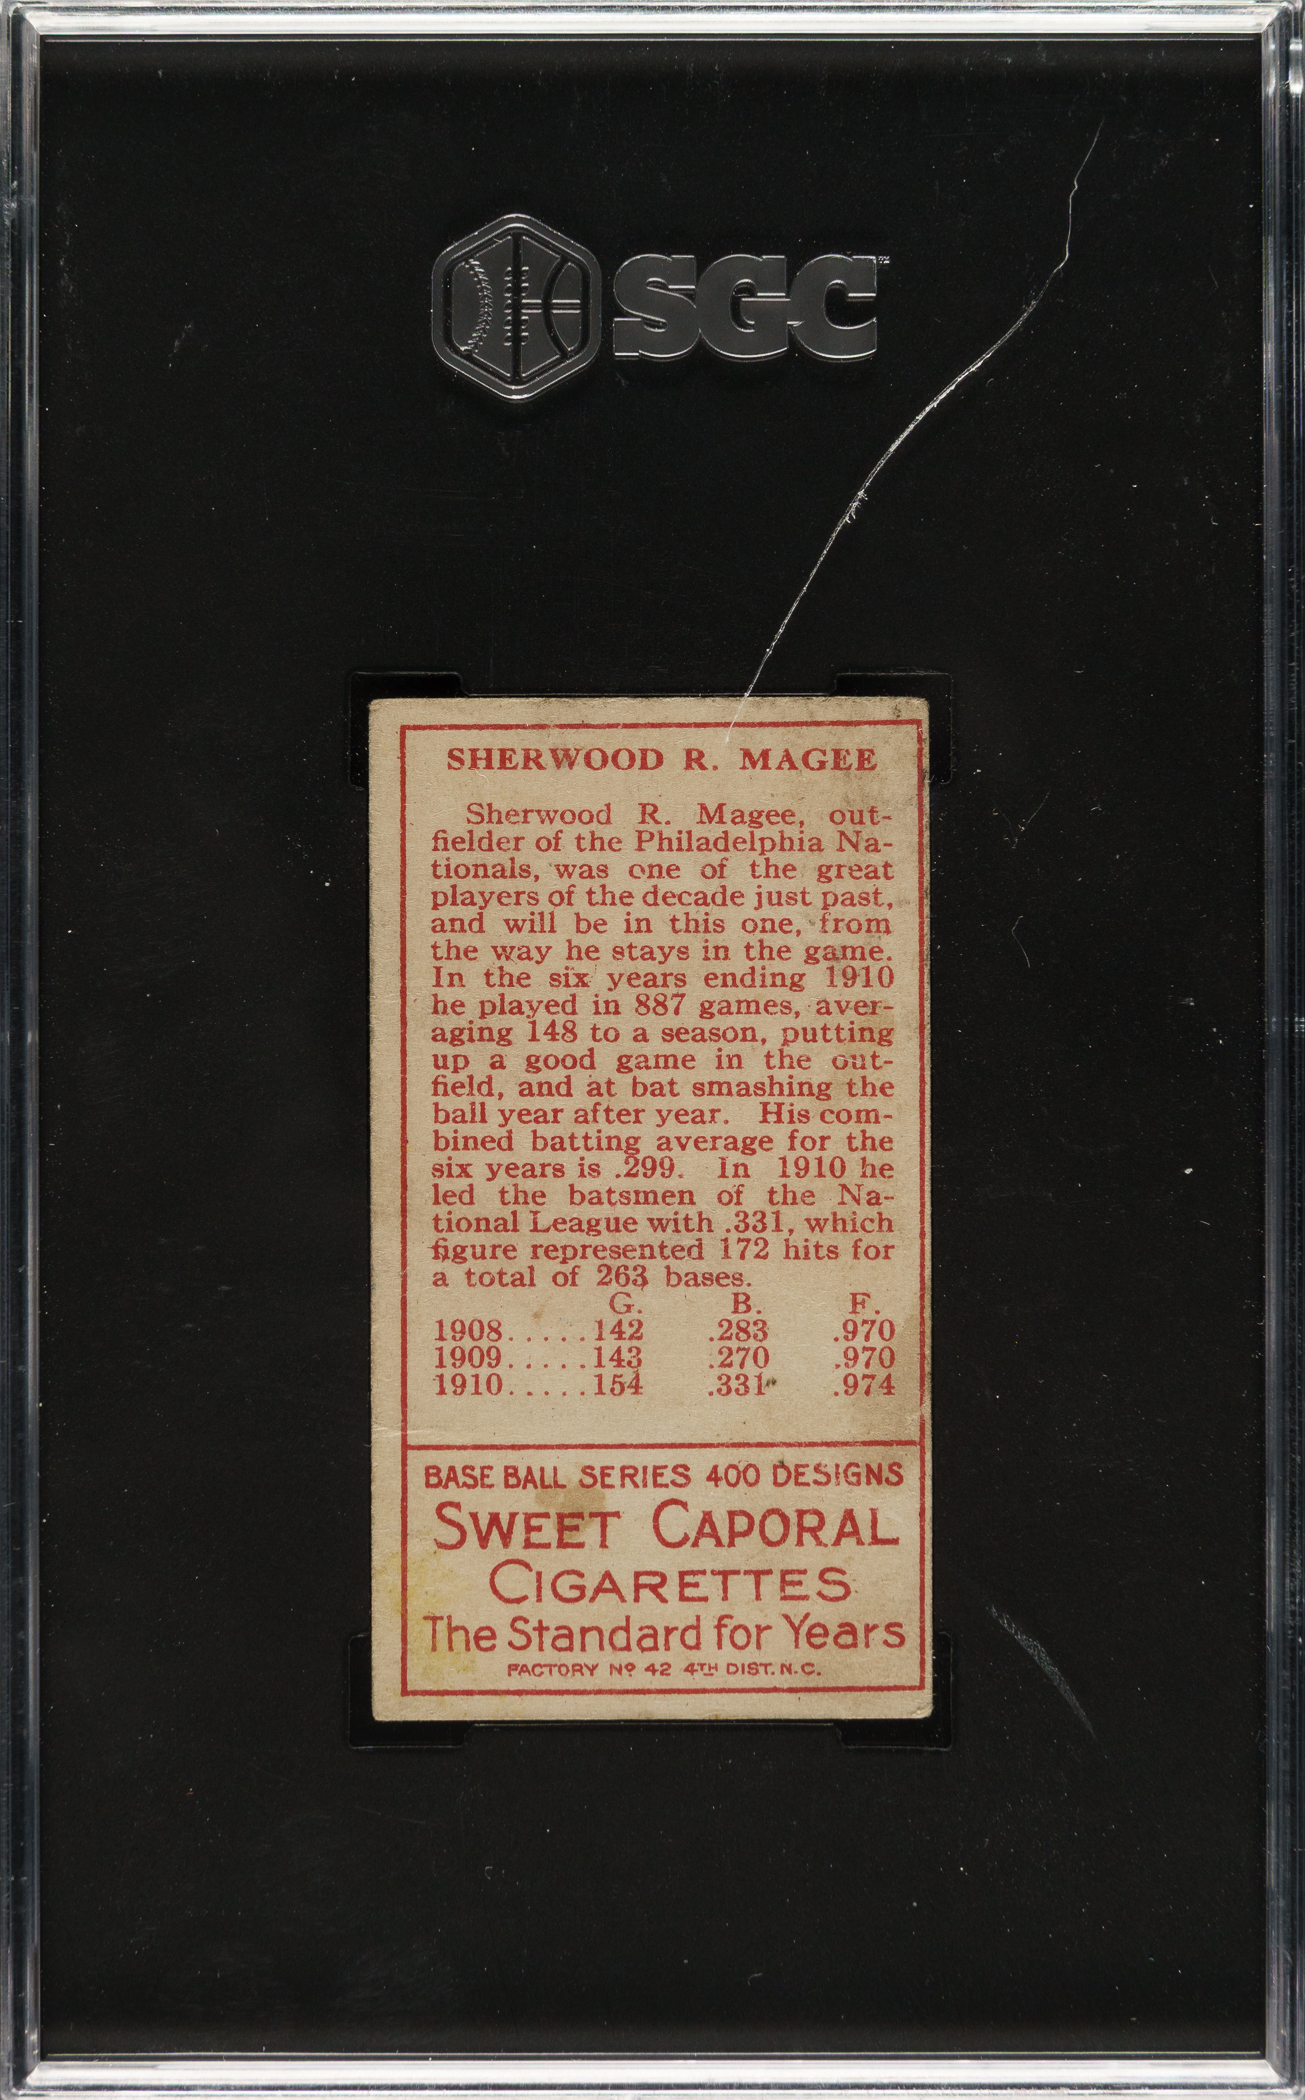 SGC™
SHERWOOD R. MAGEE
Sherwood R. Magee, out-
fielder of the Philadelphia Na-
tionals, was one of the great
players of the decade just past,
and will be in this one, from
the way he stays in the game.
In the six years ending 1910
he played in 887 games, aver-
aging 148 to a season, putting
up a good game in the out-
field, and at bat smashing the
ball year after year. His com-
bined batting average for the
six years is .299. In 1910 he
led the batsmen of the Na-
tional League with .331, which
figure represented 172 hits for
a total of 263 bases.
G. B. F.
1908.....142 .283 .970
1909.....143 .270 .970
1910.....154 .331 .974
BASE BALL SERIES 400 DESIGNS
SWEET CAPORAL
CIGARETTES
The Standard for Years
FACTORY Nº 42 4TH DIST. N.C.